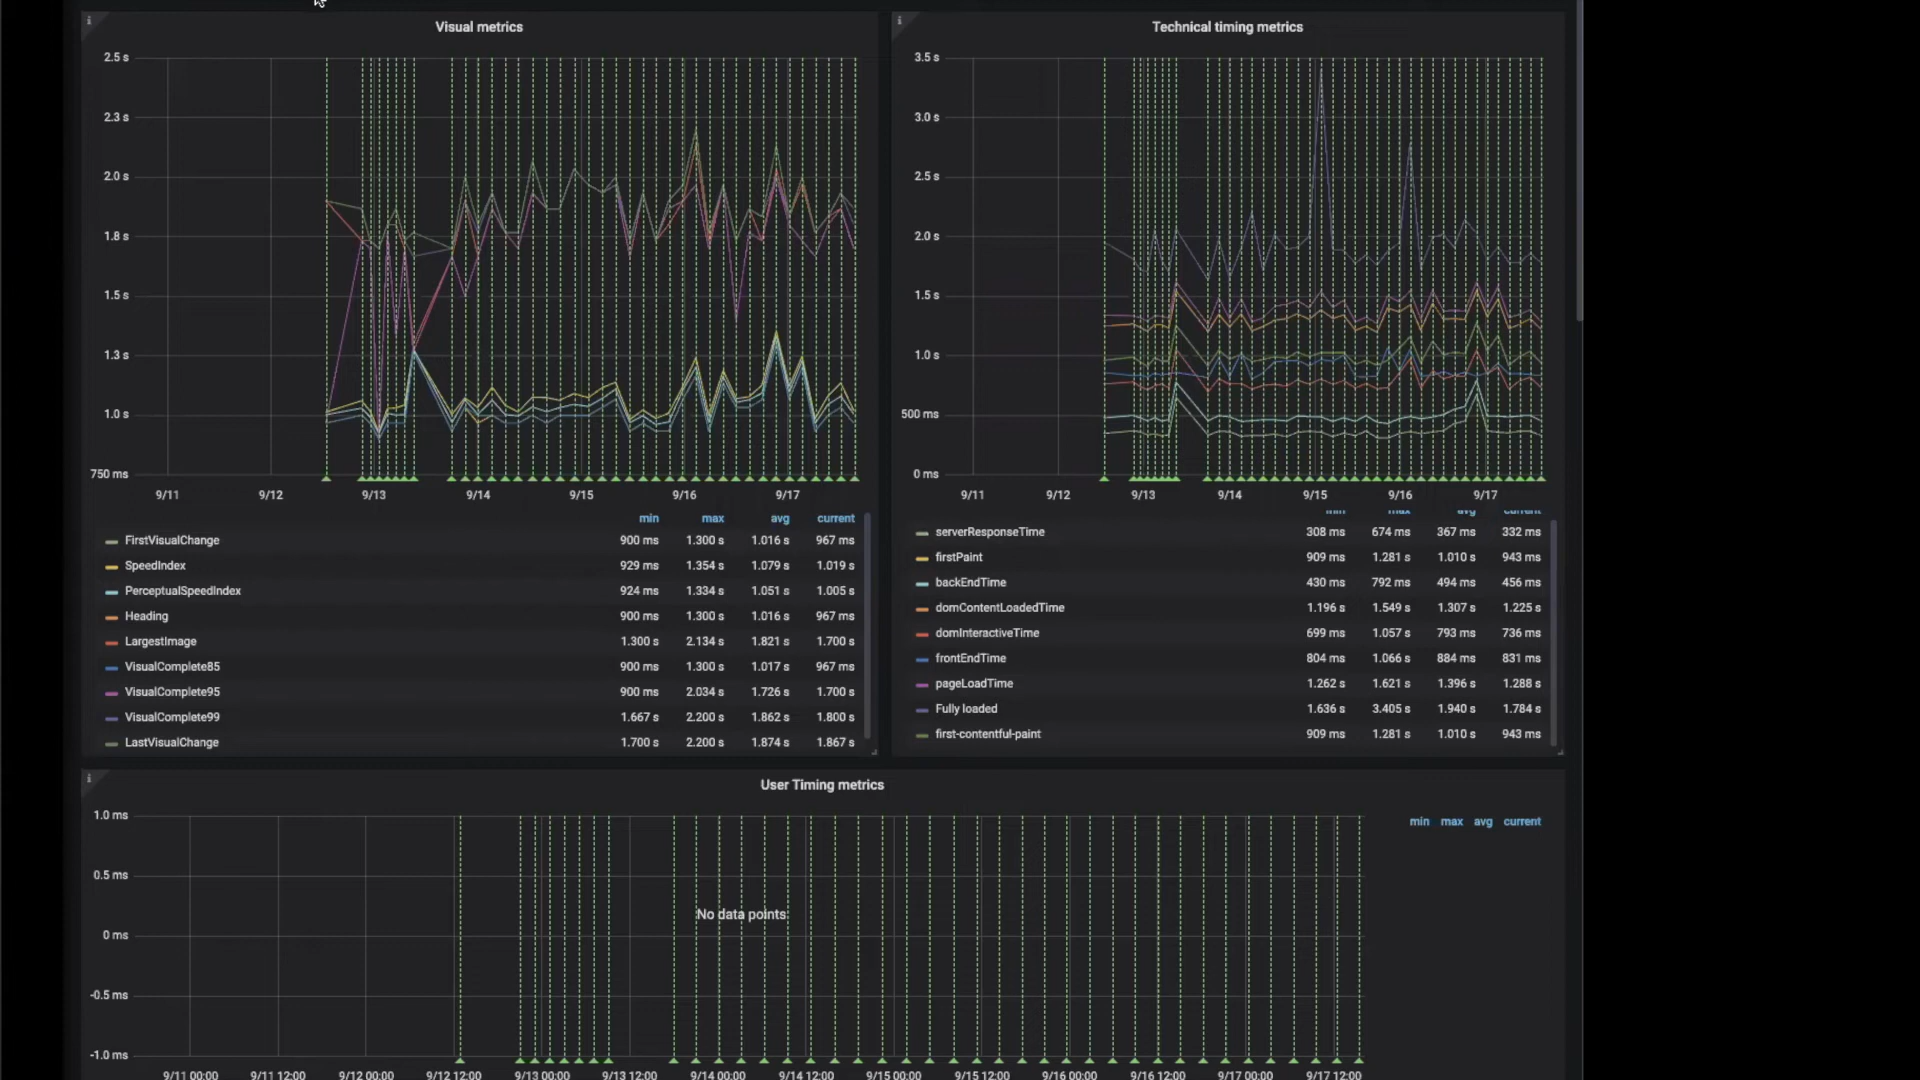 Visual metrics
2.5 s
2.3 s
2.0 s
1.8 s
1.5 s
1.3 s
1.0 s
750 ms
9/11 9/12 9/13 9/14 9/15 9/16 9/17
min max avg current
FirstVisualChange 900 ms 1.300 s 1.016 s 967 ms
SpeedIndex 929 ms 1.354 s 1.079 s 1.019 s
PerceptualSpeedIndex 924 ms 1.334 s 1.051 s 1.005 s
Heading 900 ms 1.300 s 1.016 s 967 ms
LargestImage 1.300 s 2.134 s 1.821 s 1.700 s
VisualComplete85 900 ms 1.300 s 1.017 s 967 ms
VisualComplete95 900 ms 2.034 s 1.726 s 1.700 s
VisualComplete99 1.667 s 2.200 s 1.862 s 1.800 s
LastVisualChange 1.700 s 2.200 s 1.874 s 1.867 s
Technical timing metrics
3.5 s
3.0 s
2.5 s
2.0 s
1.5 s
1.0 s
500 ms
0 ms
9/11 9/12 9/13 9/14 9/15 9/16 9/17
min max avg current
serverResponseTime 308 ms 674 ms 367 ms 332 ms
firstPaint 909 ms 1.281 s 1.010 s 943 ms
backEndTime 430 ms 792 ms 494 ms 456 ms
domContentLoadedTime 1.196 s 1.549 s 1.307 s 1.225 s
domInteractiveTime 699 ms 1.057 s 793 ms 736 ms
frontEndTime 804 ms 1.066 s 884 ms 831 ms
pageLoadTime 1.262 s 1.621 s 1.396 s 1.288 s
Fully loaded 1.636 s 3.405 s 1.940 s 1.784 s
first-contentful-paint 909 ms 1.281 s 1.010 s 943 ms
User Timing metrics
1.0 ms
0.5 ms
0 ms
-0.5 ms
-1.0 ms
No data points
9/11 00:00 9/11 12:00 9/12 00:00 9/12 12:00 9/13 00:00 9/13 12:00 9/14 00:00 9/14 12:00 9/15 00:00 9/15 12:00 9/16 00:00 9/16 12:00 9/17 00:00 9/17 12:00
min max avg current